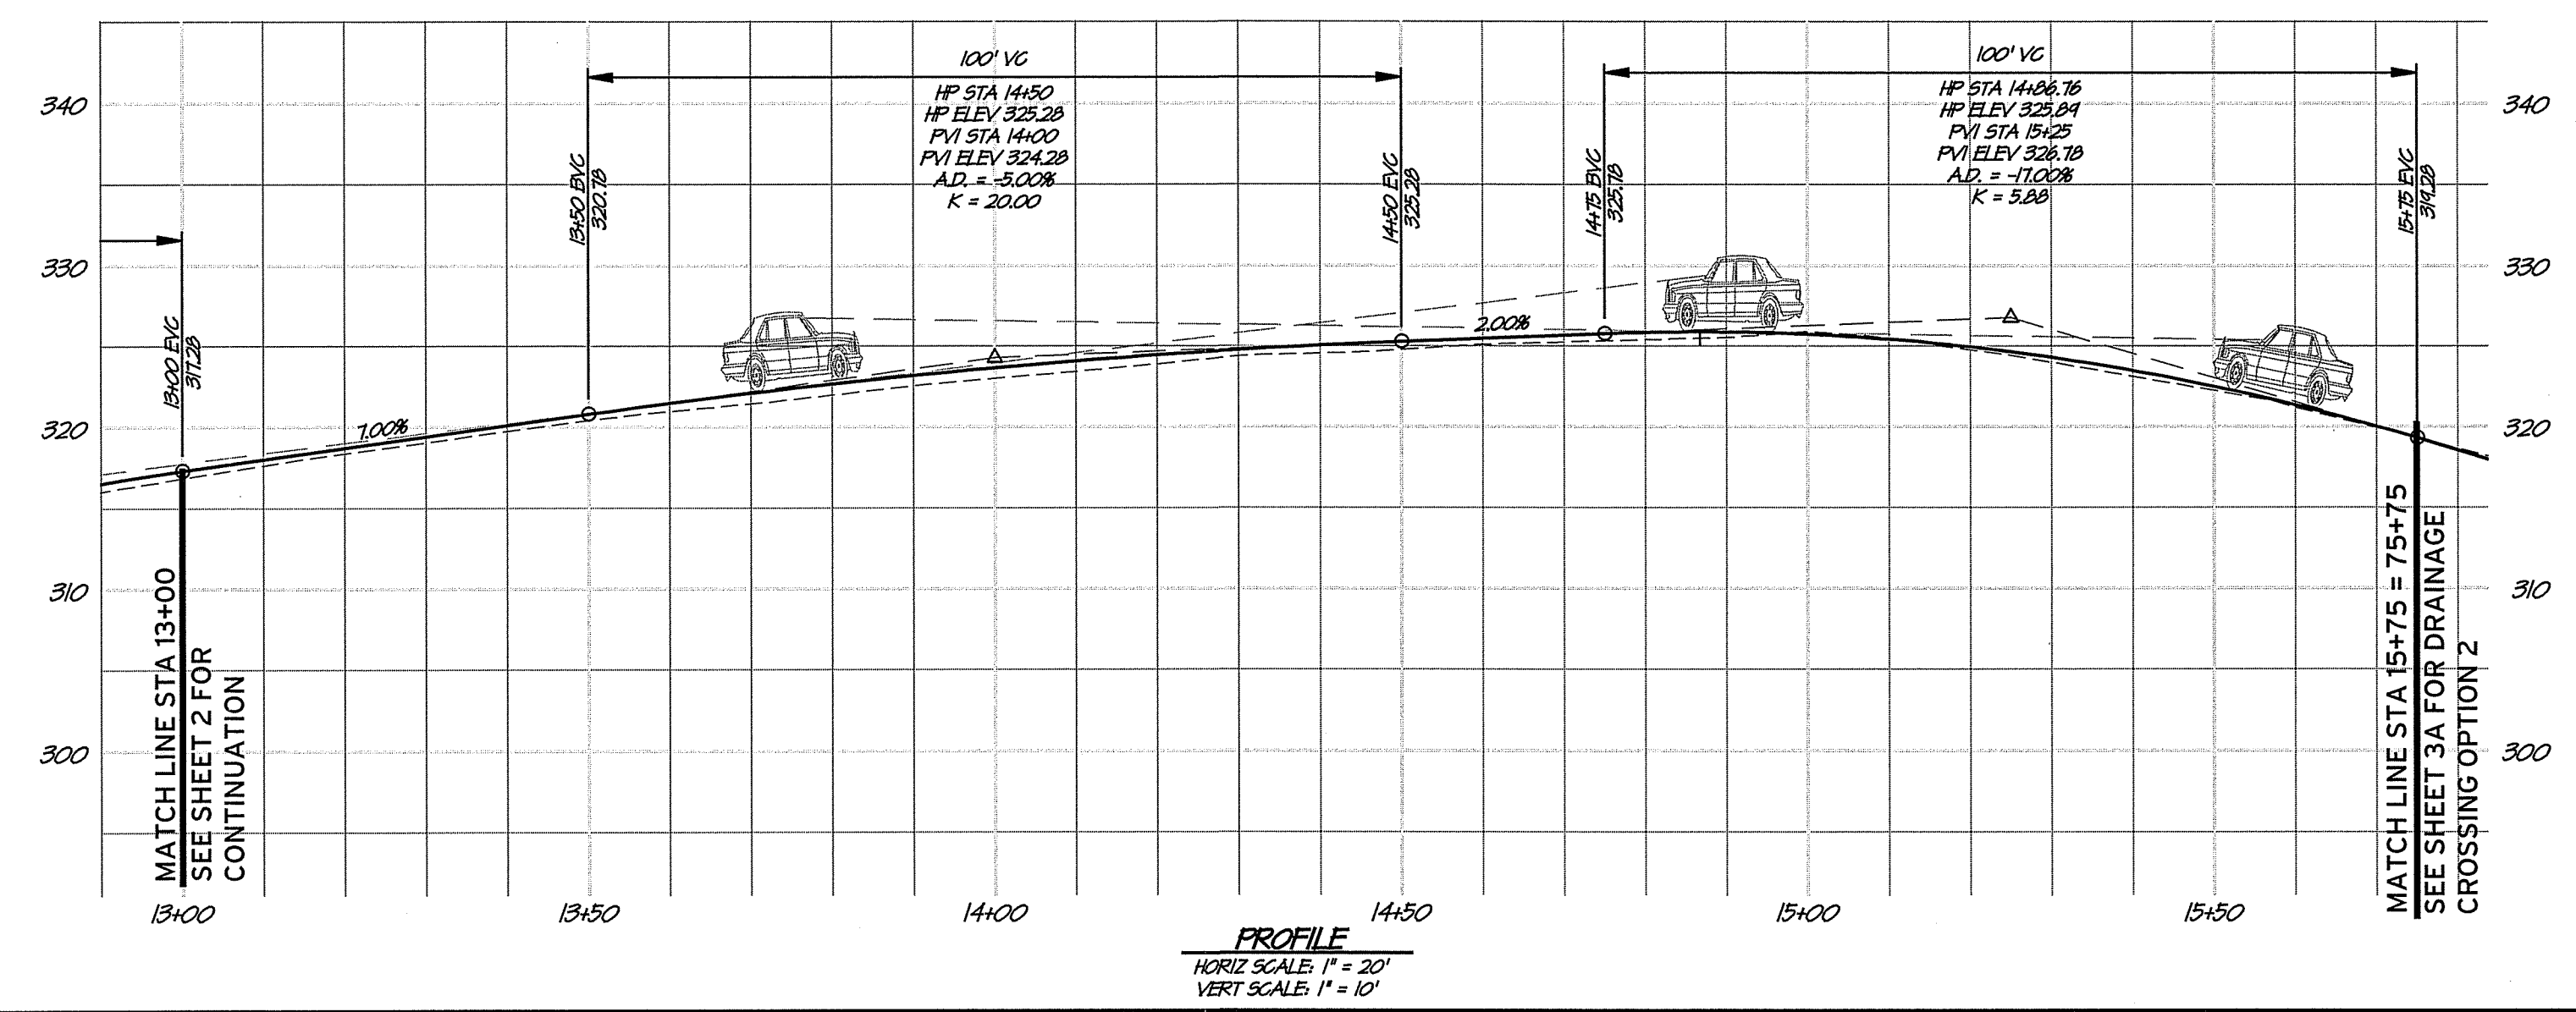 100' VC
HP STA 14+50
HP ELEV 325.28
PVI STA 14+00
PVI ELEV 324.28
A.D. = -5.00%
K = 20.00
100' VC
HP STA 14+86.76
HP ELEV 325.89
PVI STA 15+25
PVI ELEV 326.78
A.D. = -17.00%
K = 5.88
340
330
320
310
300
340
330
320
310
300
13+00 EVC
317.28
13+50 BVC
320.78
14+50 EVC
325.28
14+75 BVC
325.78
15+75 EVC
319.28
7.00%
2.00%
MATCH LINE STA 13+00
SEE SHEET 2 FOR
CONTINUATION
MATCH LINE STA 15+75 = 75+75
SEE SHEET 3A FOR DRAINAGE
CROSSING OPTION 2
13+00
13+50
14+00
14+50
15+00
15+50
PROFILE
HORIZ SCALE: 1" = 20'
VERT SCALE: 1" = 10'